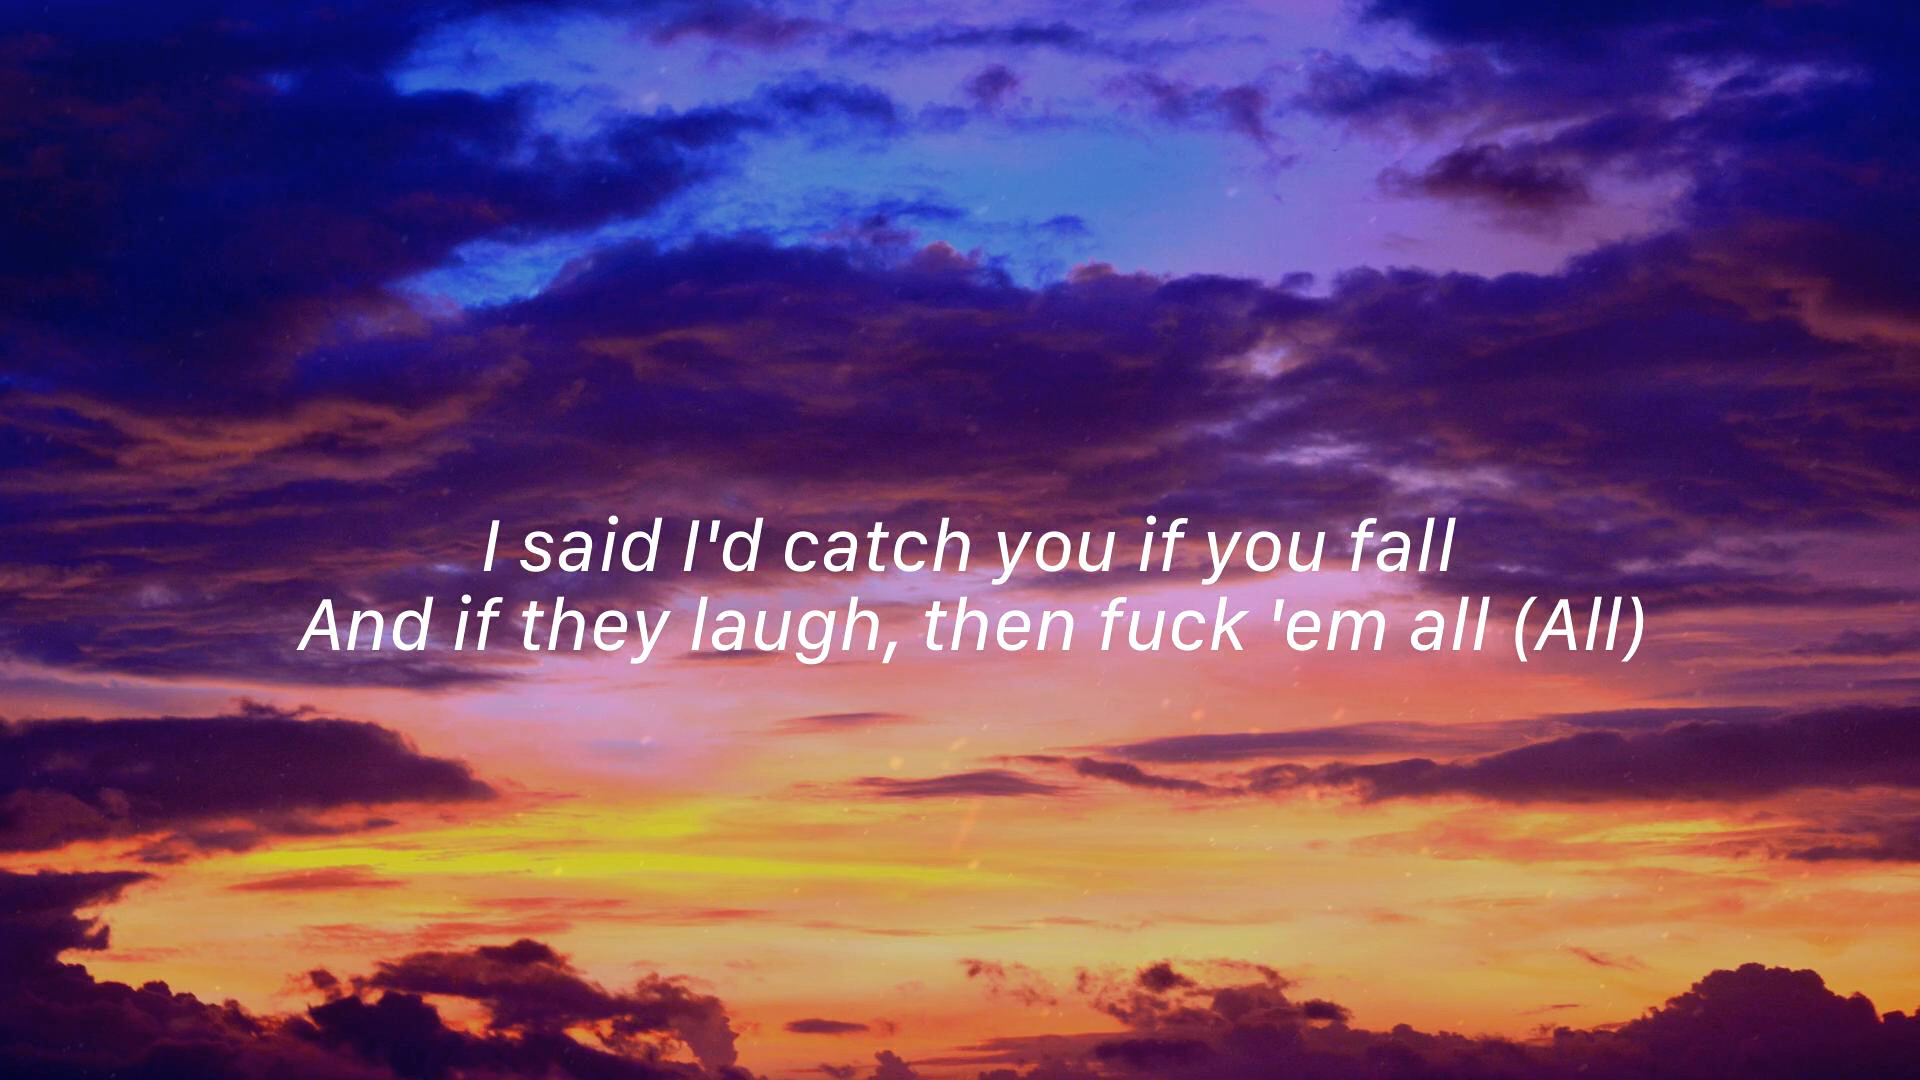 I said I'd catch you if you fall
And if they laugh, then fuck 'em all (All)